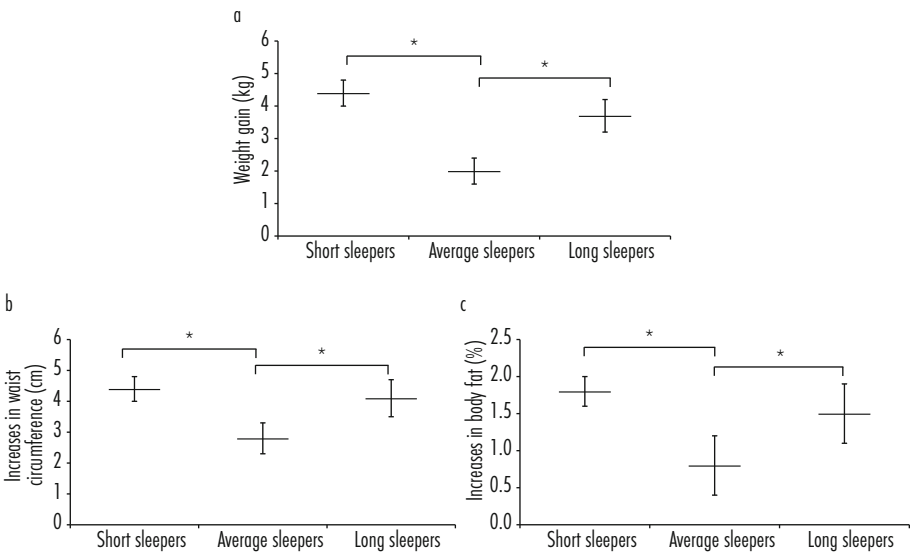 a
Weight gain (kg)
6
5
4
3
2
1
0
*
*
Short sleepers
Average sleepers
Long sleepers
b
Increases in waist
circumference (cm)
6
5
4
3
2
1
0
*
*
Short sleepers
Average sleepers
Long sleepers
c
Increases in body fat (%)
2.5
2.0
1.5
1.0
0.5
0.0
*
*
Short sleepers
Average sleepers
Long sleepers